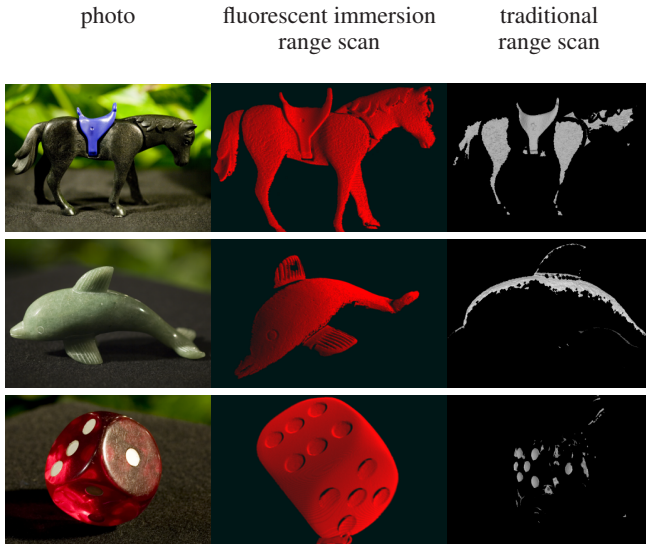 photo
fluorescent immersion
range scan
traditional
range scan